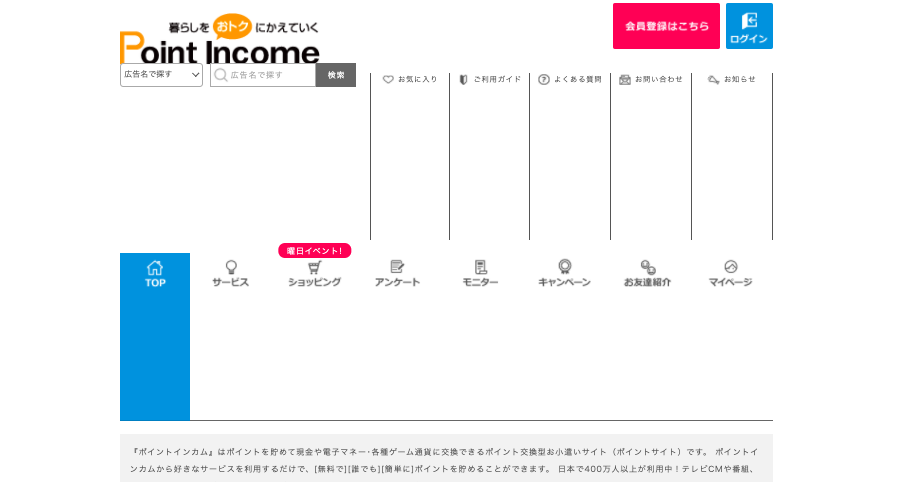 暮らしをおトクにかえていく
Point Income
会員登録はこちら
ログイン
広告名で探す
広告名で探す
検索
お気に入り
ご利用ガイド
よくある質問
お問い合わせ
お知らせ
曜日イベント!
TOP
サービス
ショッピング
アンケート
モニター
キャンペーン
お友達紹介
マイページ
『ポイントインカム』はポイントを貯めて現金や電子マネー･各種ゲーム通貨に交換できるポイント交換型お小遣いサイト（ポイントサイト）です。 ポイントイ
ンカムから好きなサービスを利用するだけで、[無料で][誰でも][簡単に]ポイントを貯めることができます。 日本で400万人以上が利用中！テレビCMや番組、